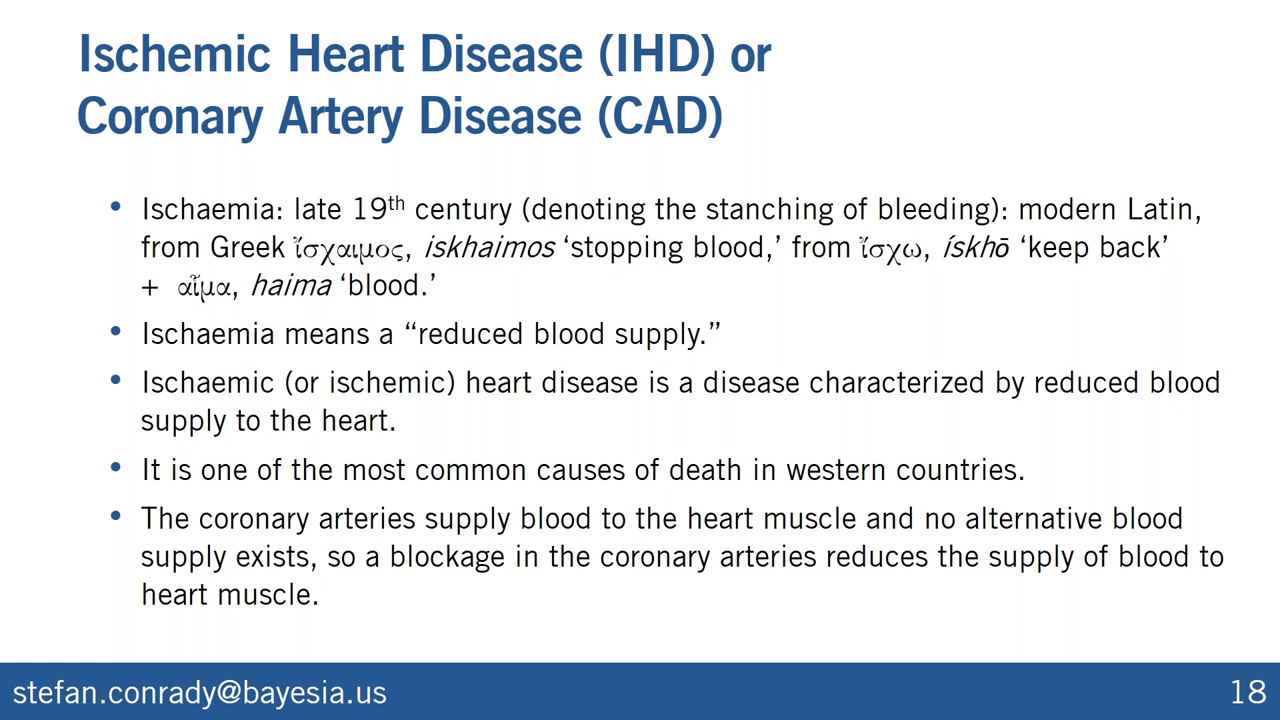 Ischemic Heart Disease (IHD) or
Coronary Artery Disease (CAD)
• Ischaemia: late 19th century (denoting the stanching of bleeding): modern Latin,
from Greek ἴσχαιμος, iskhaimos ‘stopping blood,’ from ἴσχω, ískhō ‘keep back’
+ αἷμα, haima ‘blood.’
• Ischaemia means a “reduced blood supply.”
• Ischaemic (or ischemic) heart disease is a disease characterized by reduced blood
supply to the heart.
• It is one of the most common causes of death in western countries.
• The coronary arteries supply blood to the heart muscle and no alternative blood
supply exists, so a blockage in the coronary arteries reduces the supply of blood to
heart muscle.
stefan.conrady@bayesia.us 18